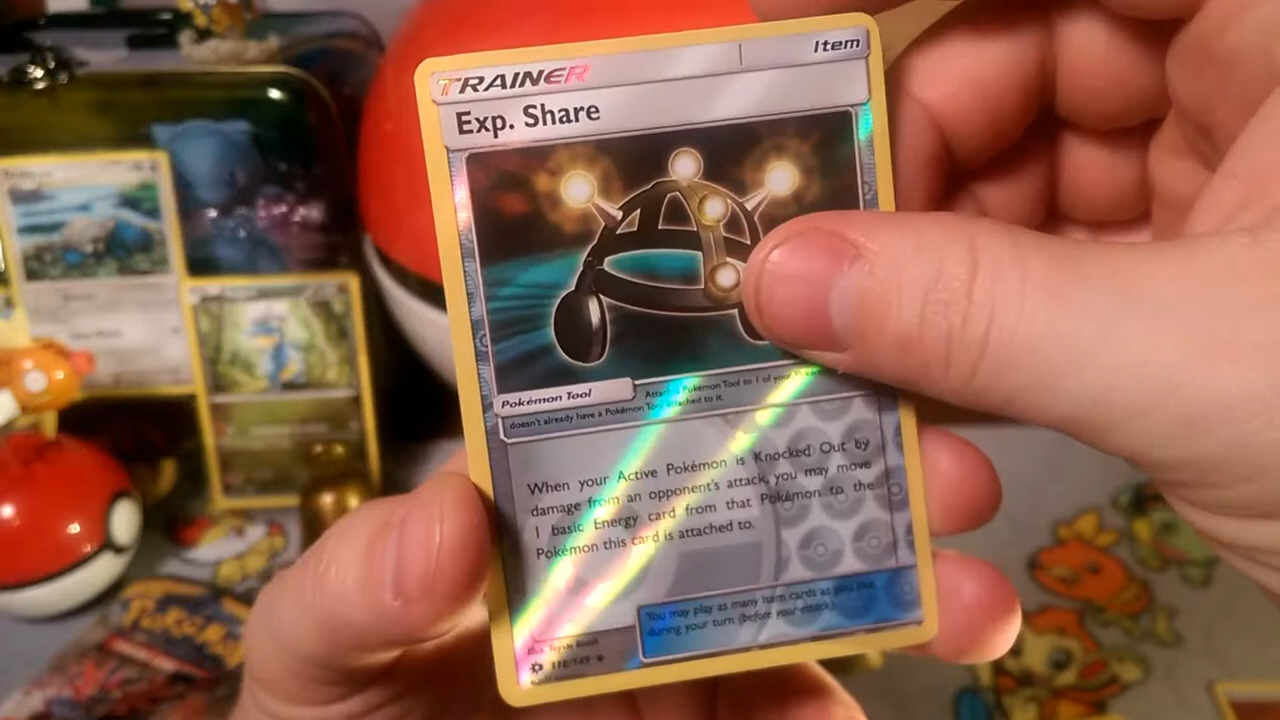 TRAINER
Item
Exp. Share
Pokémon Tool
Attach a Pokémon Tool to 1 of your
doesn't already have a Pokémon Tool attached to it.
When your Active Pokémon is Knocked Out by
damage from an opponent's attack, you may move
1 basic Energy card from that Pokémon to the
Pokémon this card is attached to.
You may play as many Item cards as you like
during your turn (before your attack).
118/149
Pokémon